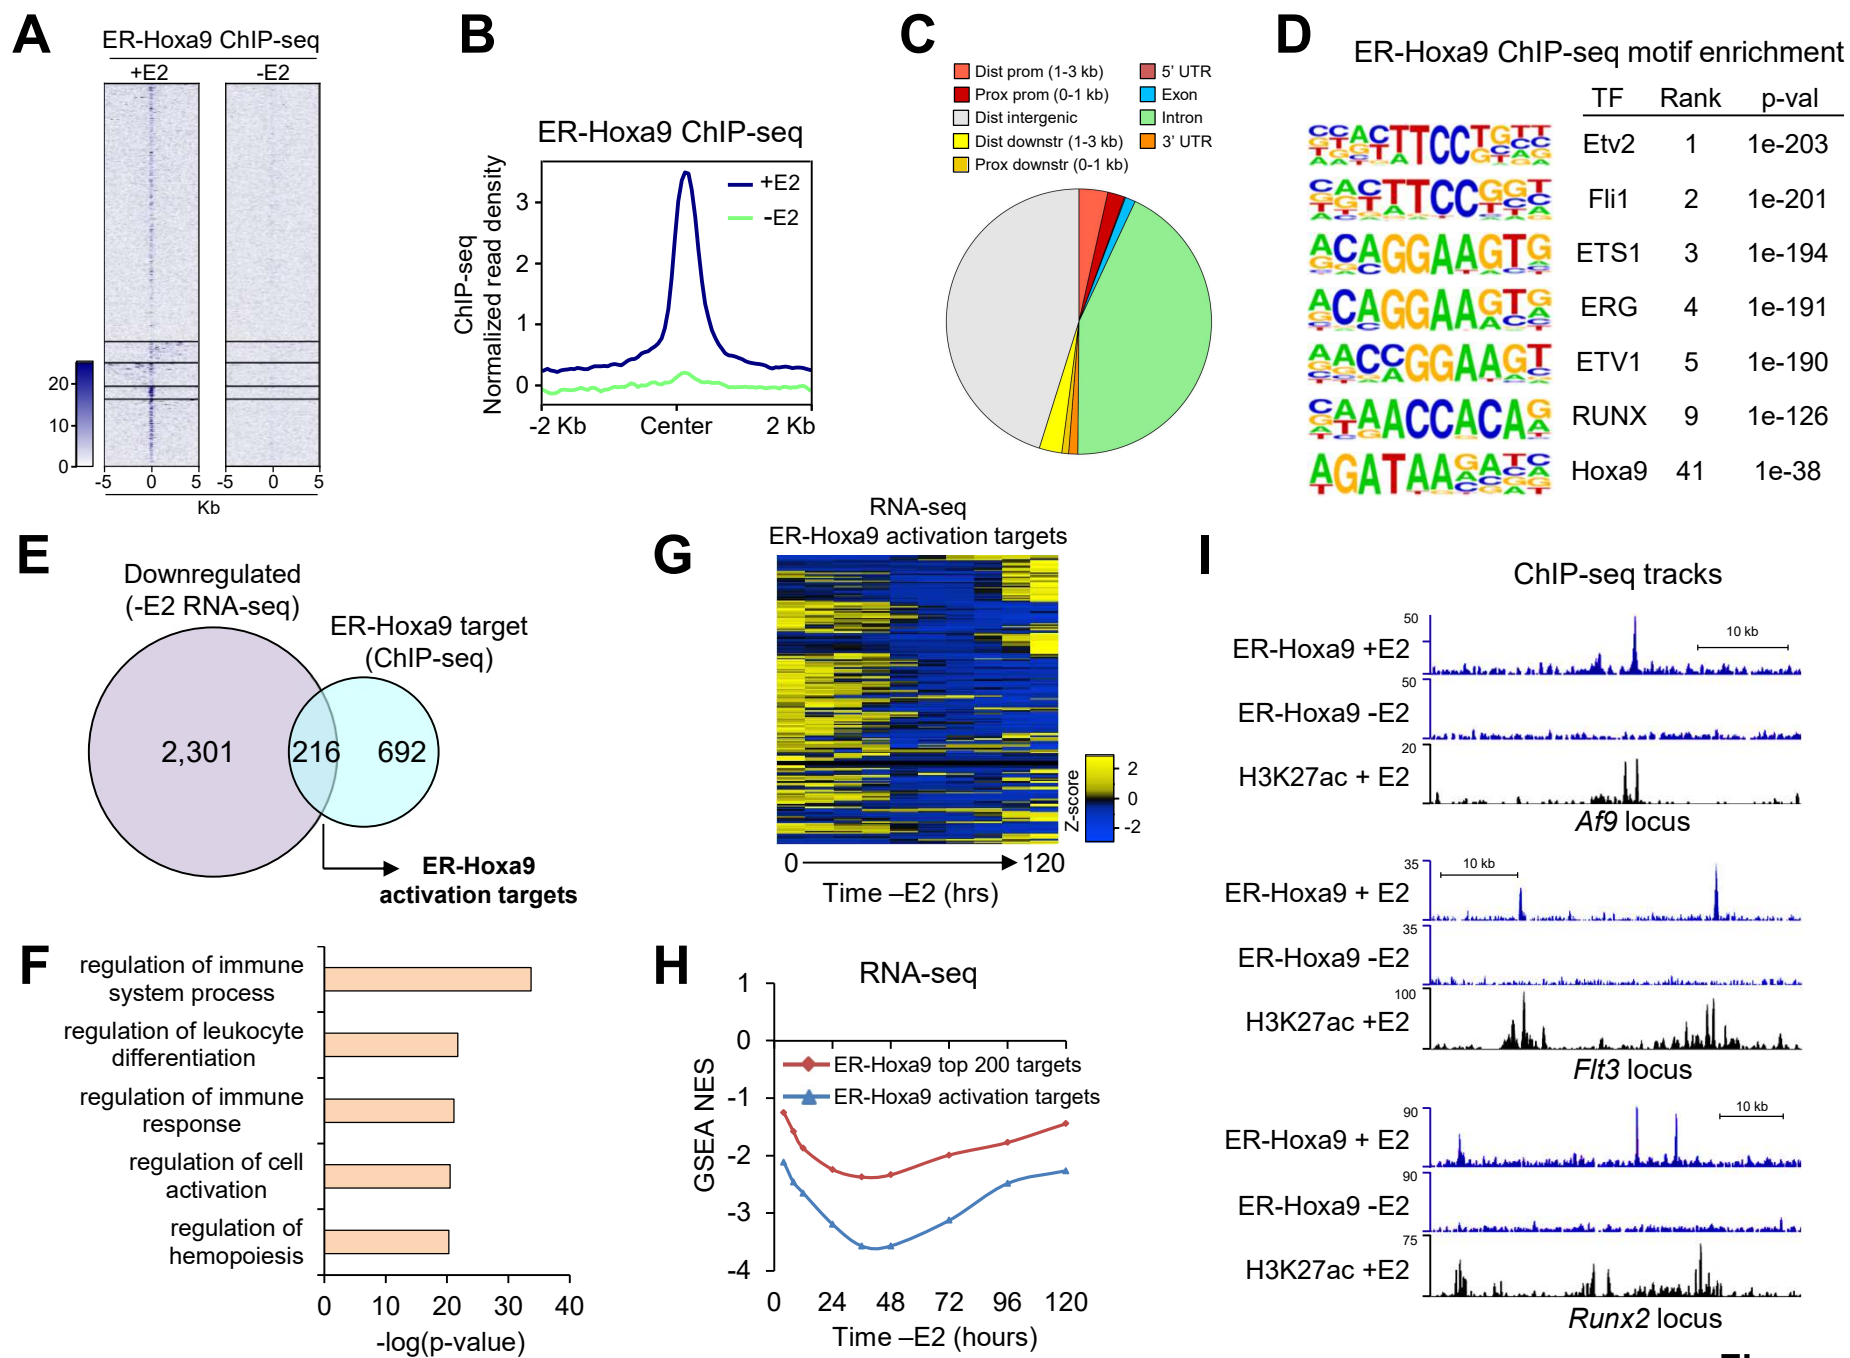 A
ER-Hoxa9 ChIP-seq
+E2
-E2
20
10
0
-5 0 5
-5 0 5
Kb
B
ER-Hoxa9 ChIP-seq
ChIP-seq
Normalized read density
3
2
1
0
+E2
-E2
-2 Kb Center 2 Kb
C
Dist prom (1-3 kb)
Prox prom (0-1 kb)
Dist intergenic
Dist downstr (1-3 kb)
Prox downstr (0-1 kb)
5' UTR
Exon
Intron
3' UTR
D
ER-Hoxa9 ChIP-seq motif enrichment
TF Rank p-val
Etv2 1 1e-203
Fli1 2 1e-201
ETS1 3 1e-194
ERG 4 1e-191
ETV1 5 1e-190
RUNX 9 1e-126
Hoxa9 41 1e-38
E
Downregulated
(-E2 RNA-seq)
ER-Hoxa9 target
(ChIP-seq)
2,301
216
692
ER-Hoxa9
activation targets
F
regulation of immune
system process
regulation of leukocyte
differentiation
regulation of immune
response
regulation of cell
activation
regulation of
hemopoiesis
0 10 20 30 40
-log(p-value)
G
RNA-seq
ER-Hoxa9 activation targets
Z-score
2
0
-2
0 120
Time –E2 (hrs)
H
RNA-seq
GSEA NES
1
0
-1
-2
-3
-4
ER-Hoxa9 top 200 targets
ER-Hoxa9 activation targets
0 24 48 72 96 120
Time –E2 (hours)
I
ChIP-seq tracks
50
ER-Hoxa9 +E2
10 kb
50
ER-Hoxa9 -E2
20
H3K27ac + E2
Af9 locus
35
10 kb
ER-Hoxa9 + E2
35
ER-Hoxa9 -E2
100
H3K27ac +E2
Flt3 locus
90
10 kb
ER-Hoxa9 + E2
90
ER-Hoxa9 -E2
75
H3K27ac +E2
Runx2 locus